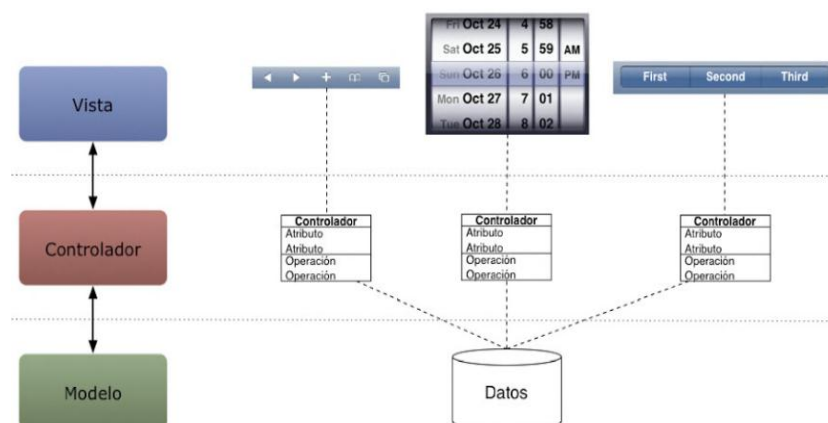 Fri Oct 24 4 58
Sat Oct 25 5 59 AM
Sun Oct 26 6 00 PM
Mon Oct 27 7 01
Tue Oct 28 8 02
First Second Third
Vista
Controlador
Controlador
Atributo
Atributo
Operación
Operación
Controlador
Atributo
Atributo
Operación
Operación
Controlador
Atributo
Atributo
Operación
Operación
Modelo
Datos